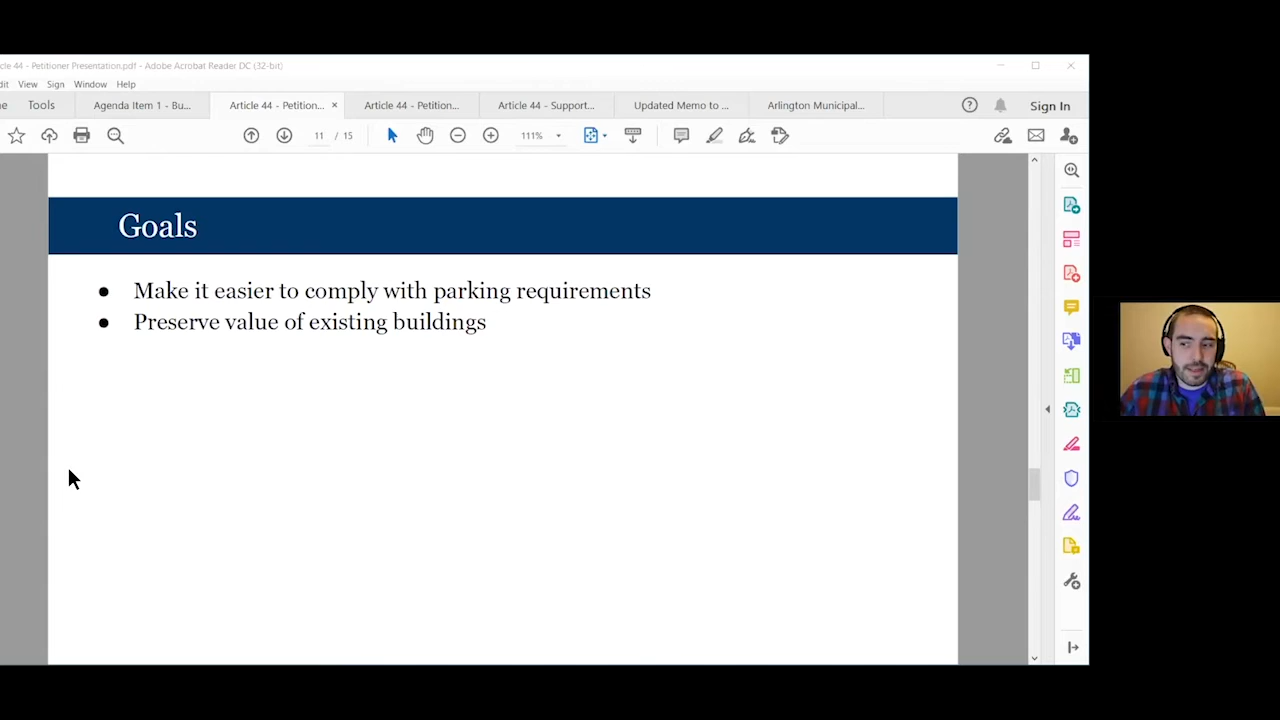 cle 44 - Petitioner Presentation.pdf - Adobe Acrobat Reader DC (32-bit)
dit View Sign Window Help
ne Tools Agenda Item 1 - Bu... Article 44 - Petition... × Article 44 - Petition... Article 44 - Support... Updated Memo to ... Arlington Municipal... Sign In
11 / 15 111%
Goals
● Make it easier to comply with parking requirements
● Preserve value of existing buildings